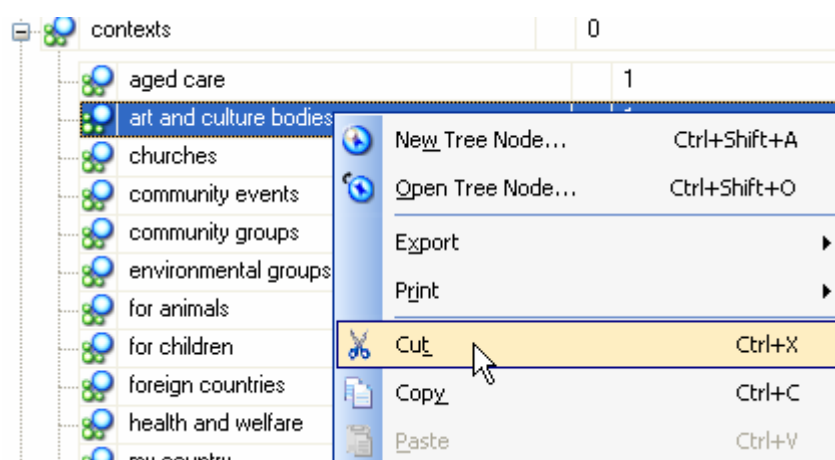 contexts 0
aged care 1
art and culture bodies
churches
community events
community groups
environmental groups
for animals
for children
foreign countries
health and welfare
my country
New Tree Node... Ctrl+Shift+A
Open Tree Node... Ctrl+Shift+O
Export
Print
Cut Ctrl+X
Copy Ctrl+C
Paste Ctrl+V